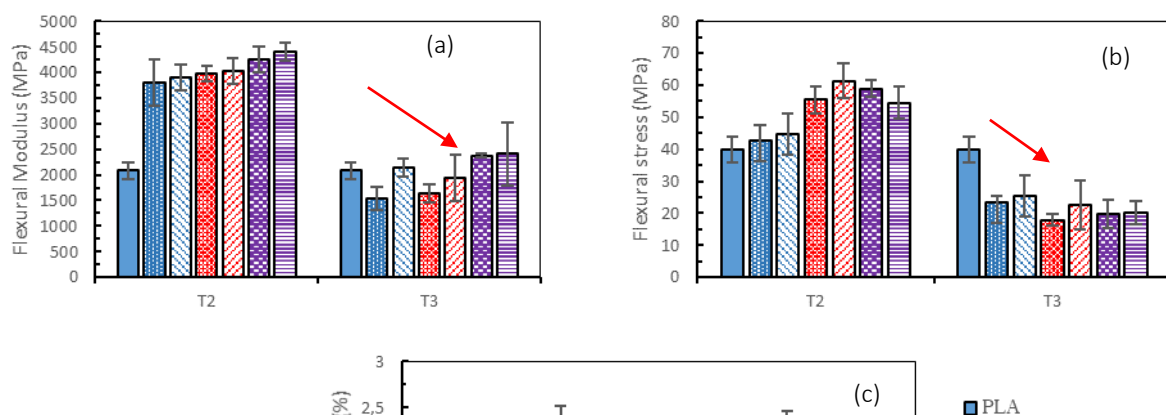 Flexural Modulus (MPa)
5000
4500
4000
3500
3000
2500
2000
1500
1000
500
0
(a)
T2
T3
Flexural stress (MPa)
80
70
60
50
40
30
20
10
0
(b)
T2
T3
(%)
3
2,5
(c)
PLA